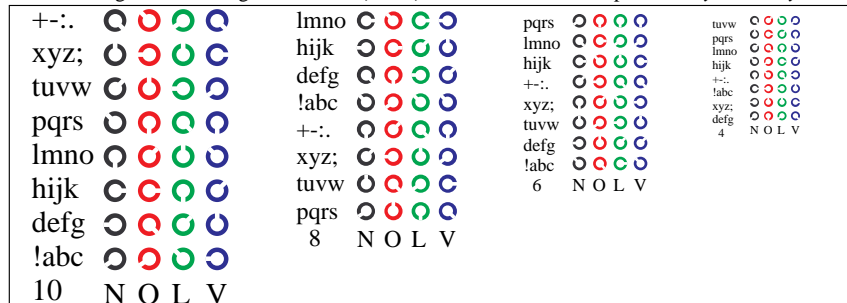 +-:.
xyz;
tuvw
pqrs
lmno
hijk
defg
!abc
10 N O L V
lmno
hijk
defg
!abc
+-:.
xyz;
tuvw
pqrs
8 N O L V
pqrs
lmno
hijk
+-:.
xyz;
tuvw
defg
!abc
6 N O L V
tuvw
pqrs
lmno
hijk
+-:.
!abc
xyz;
defg
4 N O L V